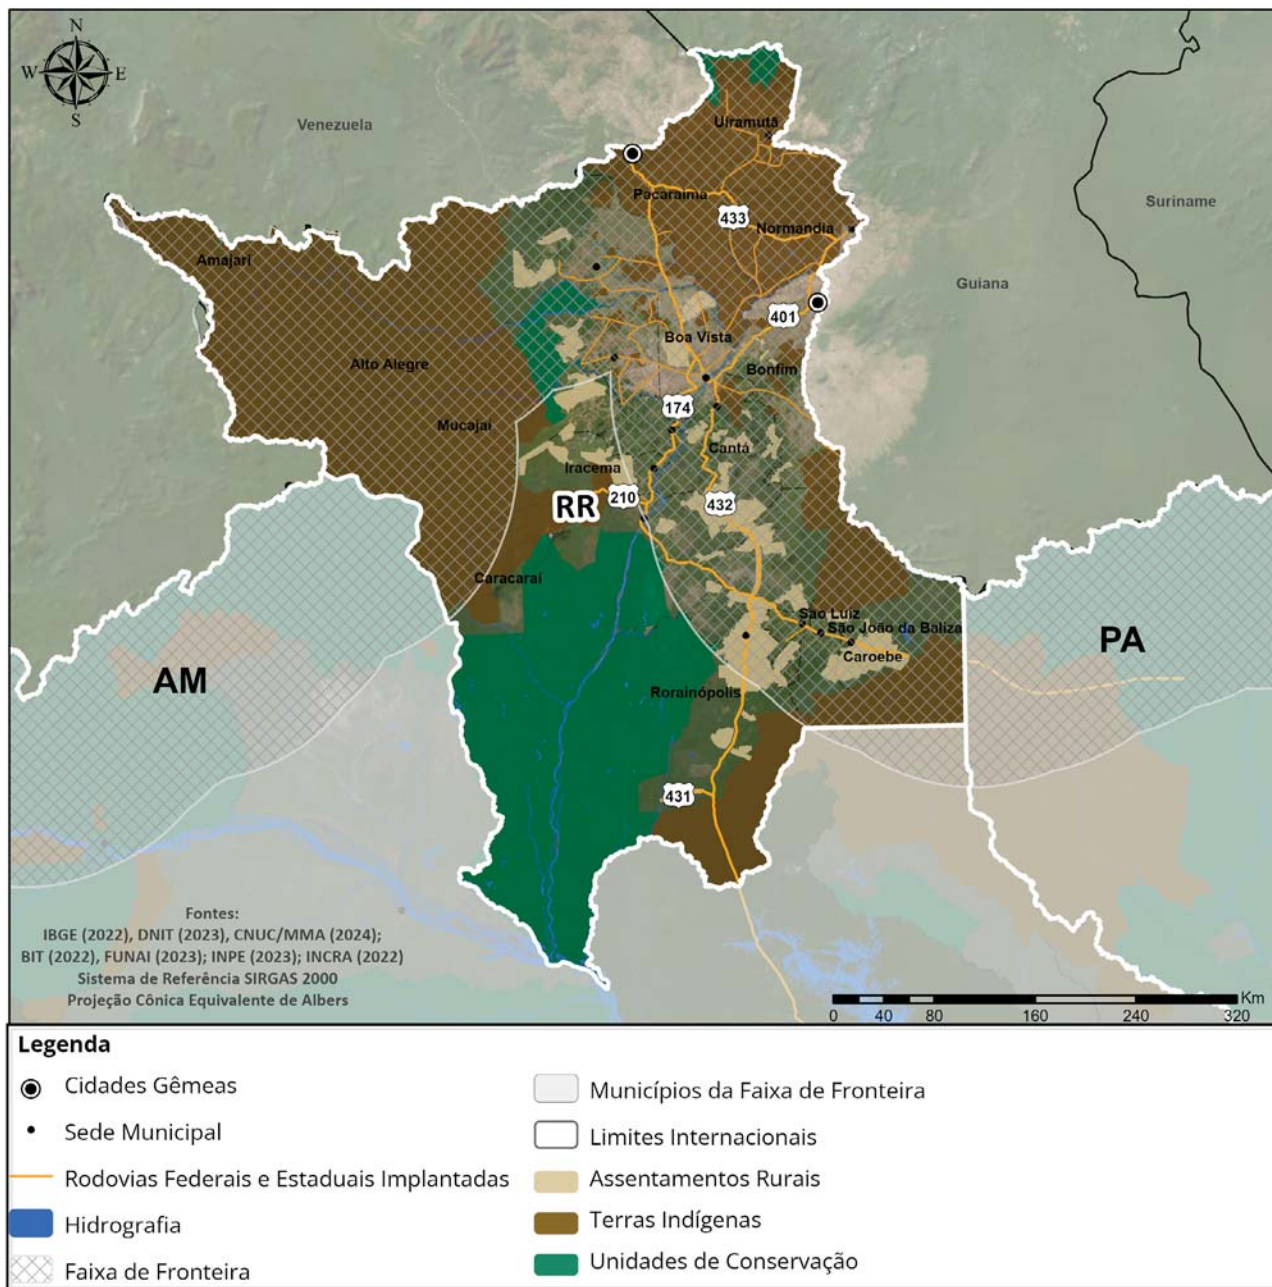 N
W
E
S
Venezuela
Uiramutã
Pacaraima
433
Normandia
Suriname
Amajari
Guiana
401
Boa Vista
Alto Alegre
Bonfim
174
Mucajaí
Cantá
Iracema
210
RR
432
Caracaraí
São Luiz
São João da Baliza
PA
Caroebe
AM
Rorainópolis
431
Fontes:
IBGE (2022), DNIT (2023), CNUC/MMA (2024);
BIT (2022), FUNAI (2023); INPE (2023); INCRA (2022)
Sistema de Referência SIRGAS 2000
Projeção Cônica Equivalente de Albers
Km
0 40 80 160 240 320
Legenda
Cidades Gêmeas
Sede Municipal
Rodovias Federais e Estaduais Implantadas
Hidrografia
Faixa de Fronteira
Municípios da Faixa de Fronteira
Limites Internacionais
Assentamentos Rurais
Terras Indígenas
Unidades de Conservação